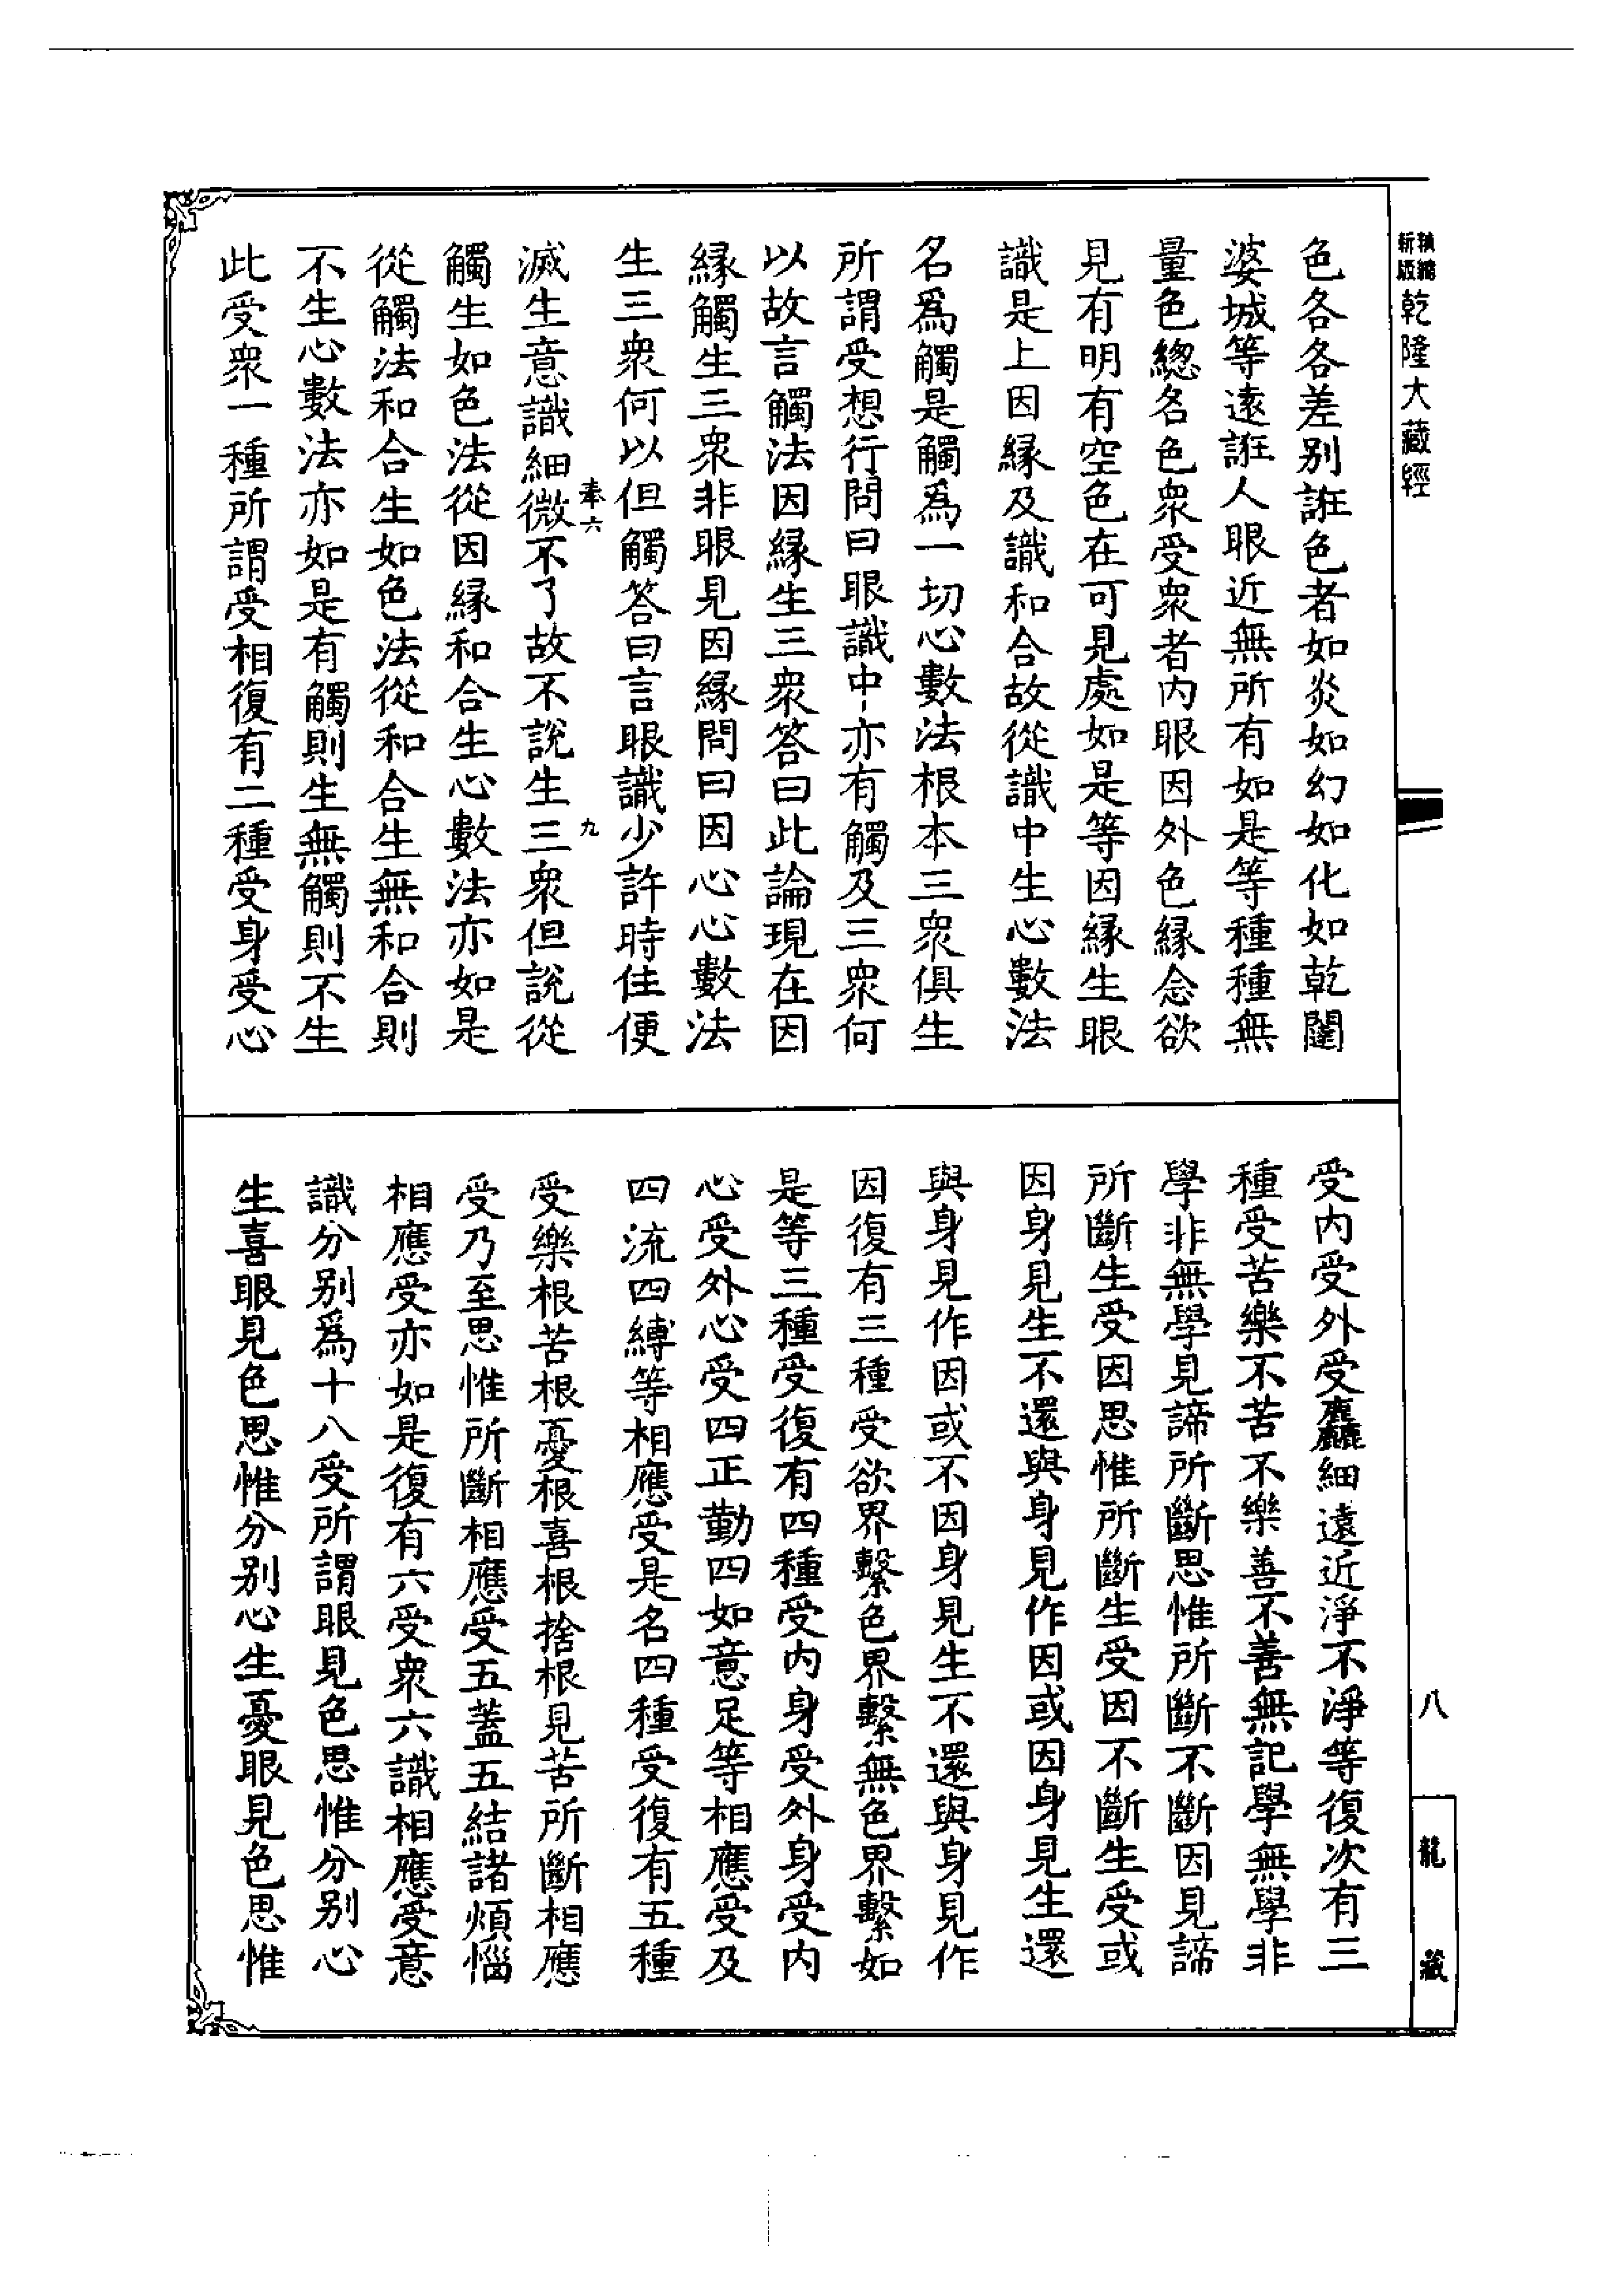 新版
縮
乾隆大藏經
色各各差别誑色者如炎如幻如化如乾闥
婆城等遠誑人眼近無所有如是等種種無
量色總名色衆受衆者内眼因外色緣念欲
見有明有空色在可見處如是等因緣生眼
識是上因緣及識和合故從識中生心數法
名爲觸是觸爲一切心數法根本三衆俱生
所謂受想行問曰眼識中亦有觸及三衆何
以故言觸法因緣生三衆答曰此論現在因
緣觸生三衆非眼見因緣問曰因心心數法
生三衆何以但觸答曰言眼識少許時住便
六
九
滅生意識細微不了故不說生三衆但說從
觸生如色法從因緣和合生心數法亦如是
從觸法和合生如色法從和合生無和合則
不生心數法亦如是有觸則生無觸則不生
此受衆一種所謂受相復有二種受身受心
受内受外受麤細遠近淨不淨等復次有三
種受苦樂不苦不樂善不善無記學無學非
學非無學見諦所斷思惟所斷不斷因見諦
所斷生受因思惟所斷生受因不斷生受或
因身見生不還與身見作因或因身見生還
與身見作因或不因身見生不還與身見作
因復有三種受欲界繫色界繫無色界繫如
是等三種受復有四種受内身受外身受内
心受外心受四正勤四如意足等相應受及
四流四縛等相應受是名四種受復有五種
受樂根苦根憂根喜根捨根見苦所斷相應
受乃至思惟所斷相應受五蓋五結諸煩惱
相應受亦如是復有六受衆六識相應受意
識分别爲十八受所謂眼見色思惟分别心
生喜眼見色思惟分别心生憂眼見色思惟
八
龍藏